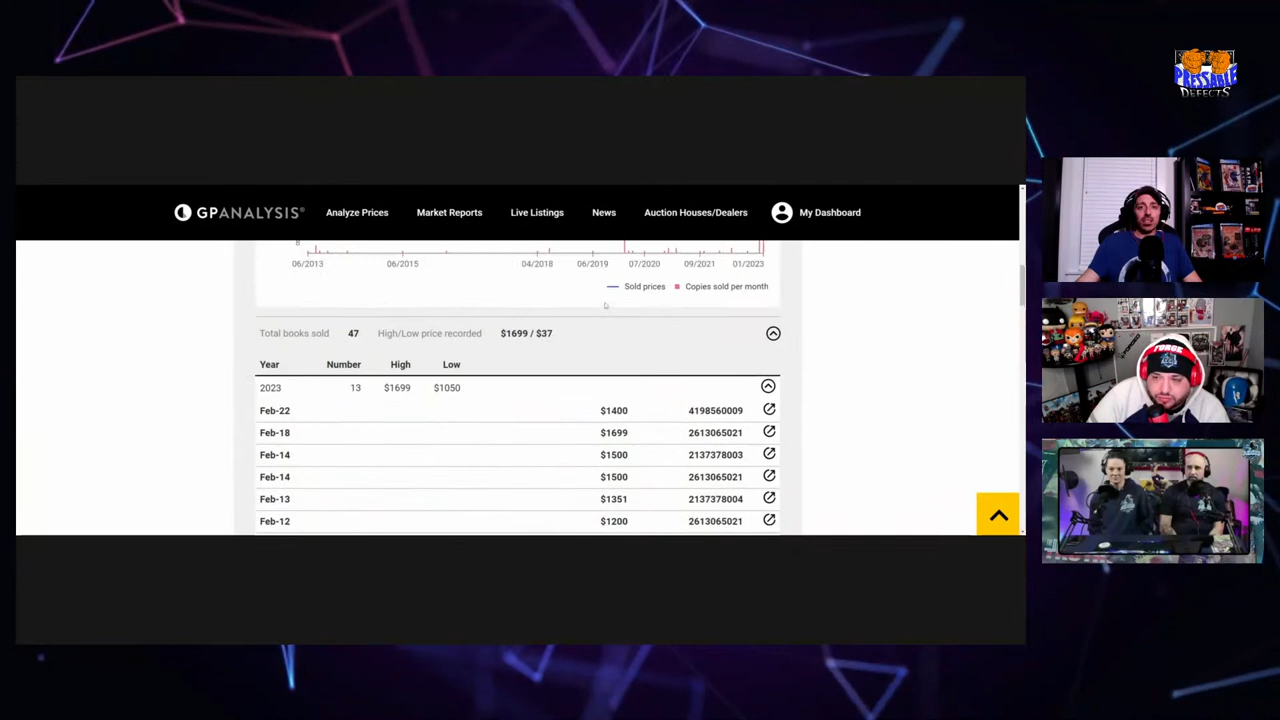 PRESSABLE
DEFECTS
GPANALYSIS®
Analyze Prices
Market Reports
Live Listings
News
Auction Houses/Dealers
My Dashboard
8
06/2013 06/2015 04/2018 06/2019 07/2020 09/2021 01/2023
Sold prices Copies sold per month
Total books sold 47 High/Low price recorded $1699 / $37
Year Number High Low
2023 13 $1699 $1050
Feb-22 $1400 4198560009
Feb-18 $1699 2613065021
Feb-14 $1500 2137378003
Feb-14 $1500 2613065021
Feb-13 $1351 2137378004
Feb-12 $1200 2613065021
FORGE